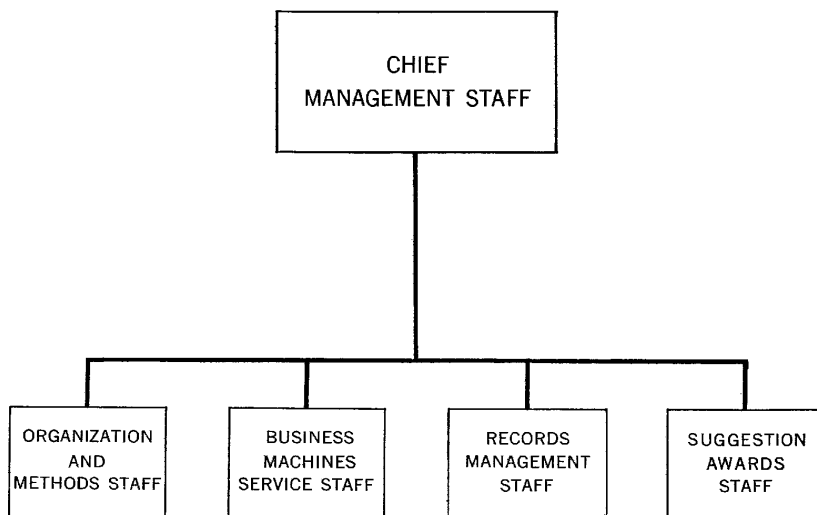 CHIEF
MANAGEMENT STAFF
ORGANIZATION
AND
METHODS STAFF
BUSINESS
MACHINES
SERVICE STAFF
RECORDS
MANAGEMENT
STAFF
SUGGESTION
AWARDS
STAFF